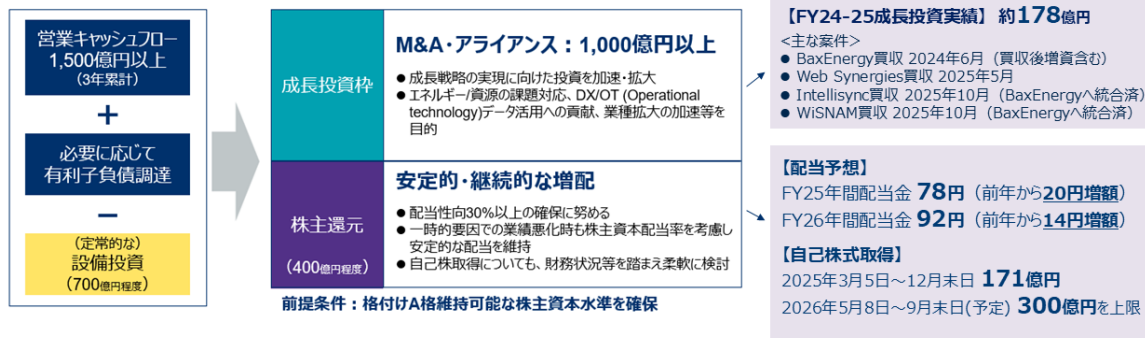 営業キャッシュフロー
1,500億円以上
(3年累計)
+
必要に応じて
有利子負債調達
−
(定常的な)
設備投資
(700億円程度)
成長投資枠
M&A・アライアンス：1,000億円以上
● 成長戦略の実現に向けた投資を加速・拡大
● エネルギー/資源の課題対応、DX/OT (Operational
technology)データ活用への貢献、業種拡大の加速等を
目的
株主還元
(400億円程度)
安定的・継続的な増配
● 配当性向30%以上の確保に努める
● 一時的要因での業績悪化時も株主資本配当率を考慮し
安定的な配当を維持
● 自己株取得についても、財務状況等を踏まえ柔軟に検討
前提条件：格付けA格維持可能な株主資本水準を確保
【FY24-25成長投資実績】 約178億円
<主な案件>
● BaxEnergy買収 2024年6月（買収後増資含む）
● Web Synergies買収 2025年5月
● Intellisync買収 2025年10月（BaxEnergyへ統合済）
● WiSNAM買収 2025年10月（BaxEnergyへ統合済）
【配当予想】
FY25年間配当金 78円（前年から20円増額）
FY26年間配当金 92円（前年から14円増額）
【自己株式取得】
2025年3月5日～12月末日 171億円
2026年5月8日～9月末日(予定) 300億円を上限